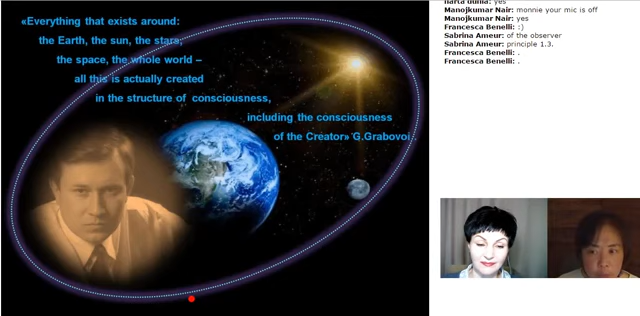 «Everything that exists around:
the Earth, the sun, the stars,
the space, the whole world –
all this is actually created
in the structure of consciousness,
including the consciousness
of the Creator» G.Grabovoi.
narta duma: yes
Manojkumar Nair: monnie your mic is off
Manojkumar Nair: yes
Francesca Benelli: :)
Sabrina Ameur: of the observer
Sabrina Ameur: principle 1.3.
Francesca Benelli: .
Francesca Benelli: .